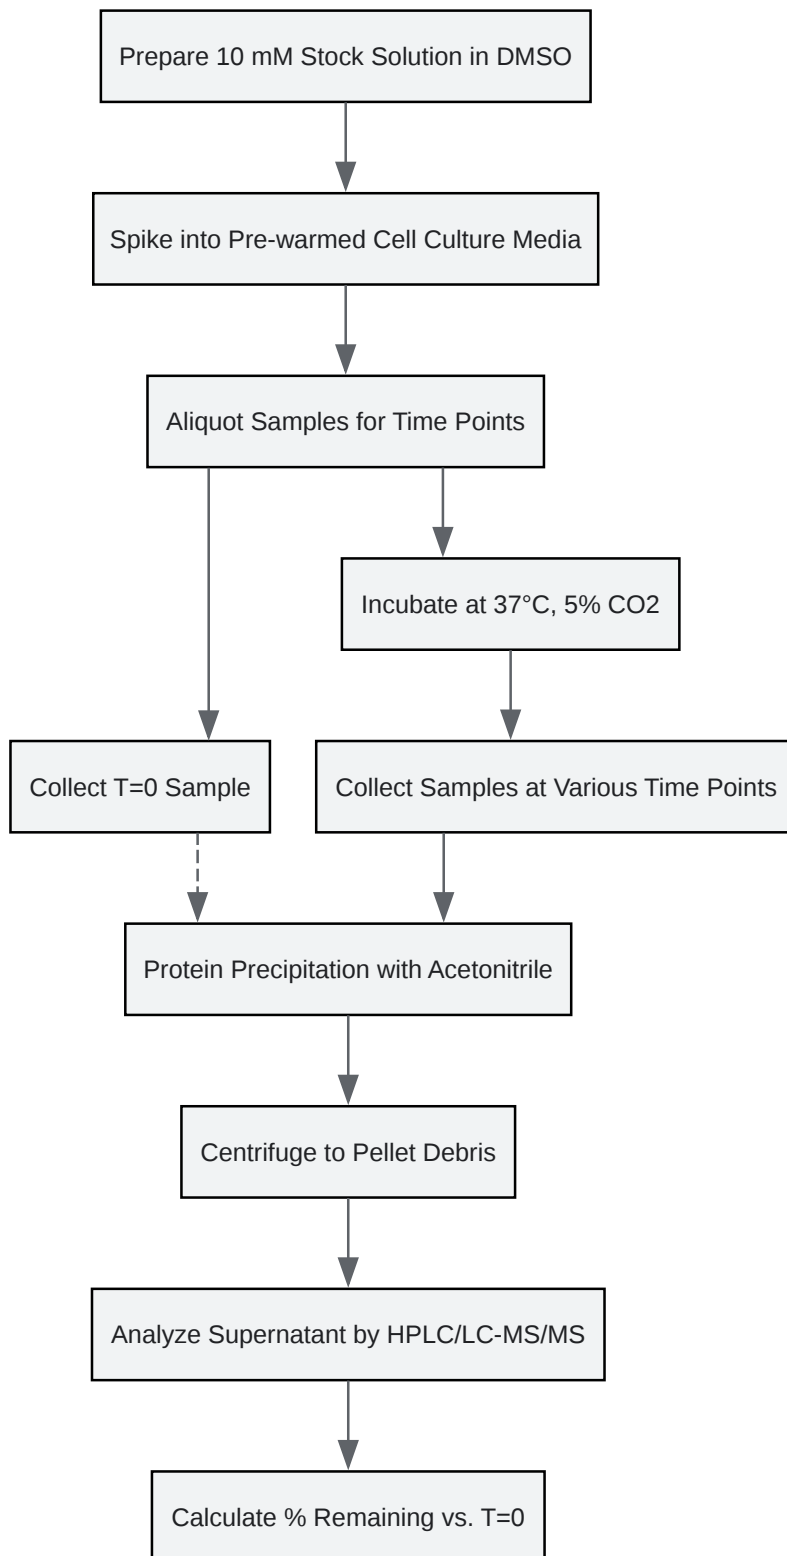 Prepare 10 mM Stock Solution in DMSO
Spike into Pre-warmed Cell Culture Media
Aliquot Samples for Time Points
Incubate at 37°C, 5% CO2
Collect T=0 Sample
Collect Samples at Various Time Points
Protein Precipitation with Acetonitrile
Centrifuge to Pellet Debris
Analyze Supernatant by HPLC/LC-MS/MS
Calculate % Remaining vs. T=0